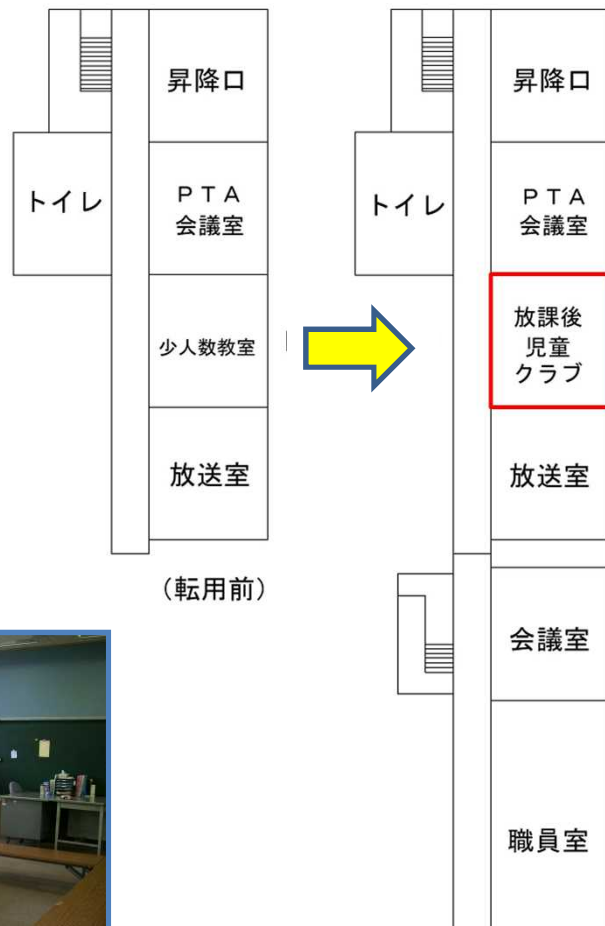 昇降口
トイレ
ＰＴＡ
会議室
少人数教室
放送室
（転用前）
昇降口
トイレ
ＰＴＡ
会議室
放課後
児童
クラブ
放送室
会議室
職員室